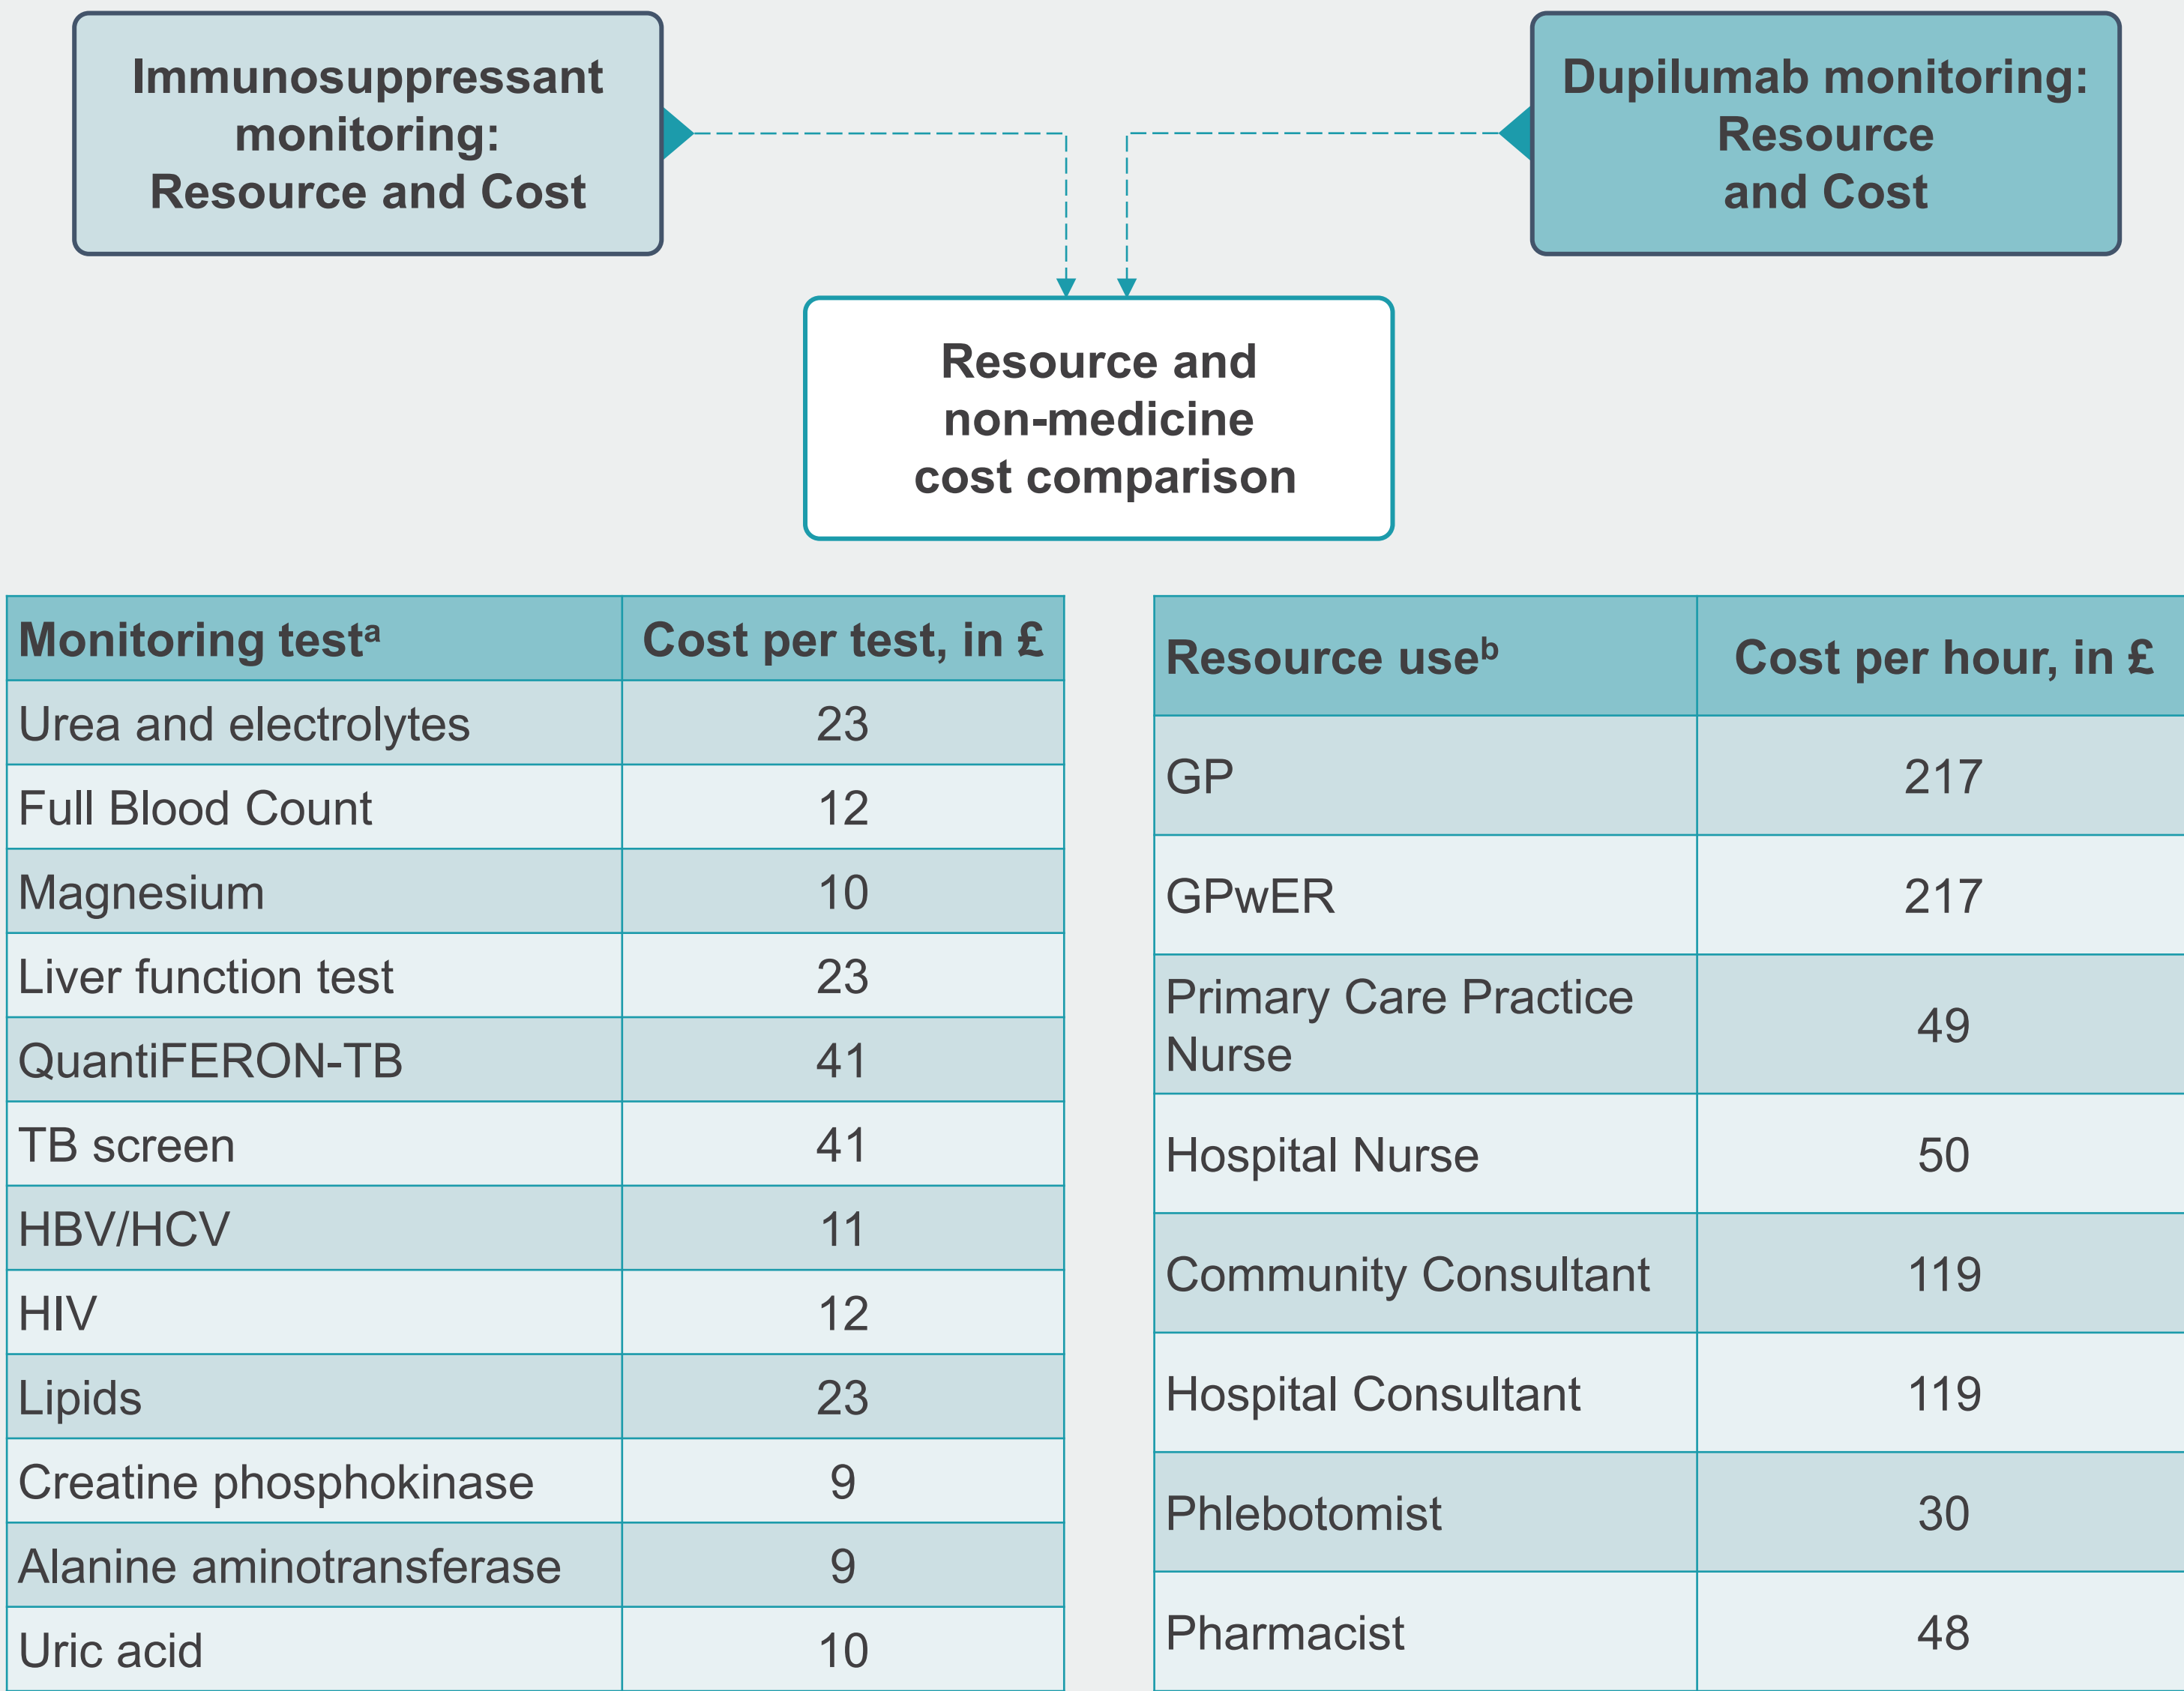 Immunosuppressant
monitoring:
Resource and Cost
Dupilumab monitoring:
Resource
and Cost
Resource and
non-medicine
cost comparison
Monitoring testᵃ Cost per test, in £
Urea and electrolytes 23
Full Blood Count 12
Magnesium 10
Liver function test 23
QuantiFERON-TB 41
TB screen 41
HBV/HCV 11
HIV 12
Lipids 23
Creatine phosphokinase 9
Alanine aminotransferase 9
Uric acid 10
Resource useᵇ Cost per hour, in £
GP 217
GPwER 217
Primary Care Practice
Nurse 49
Hospital Nurse 50
Community Consultant 119
Hospital Consultant 119
Phlebotomist 30
Pharmacist 48